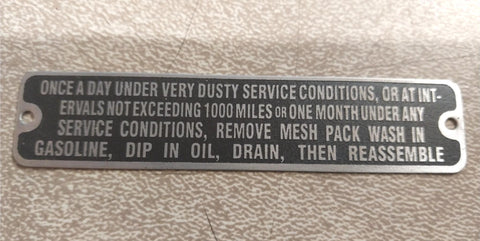 ONCE A DAY UNDER VERY DUSTY SERVICE CONDITIONS, OR AT INT-
ERVALS NOT EXCEEDING 1000 MILES OR ONE MONTH UNDER ANY
SERVICE CONDITIONS, REMOVE MESH PACK WASH IN
GASOLINE, DIP IN OIL, DRAIN, THEN REASSEMBLE